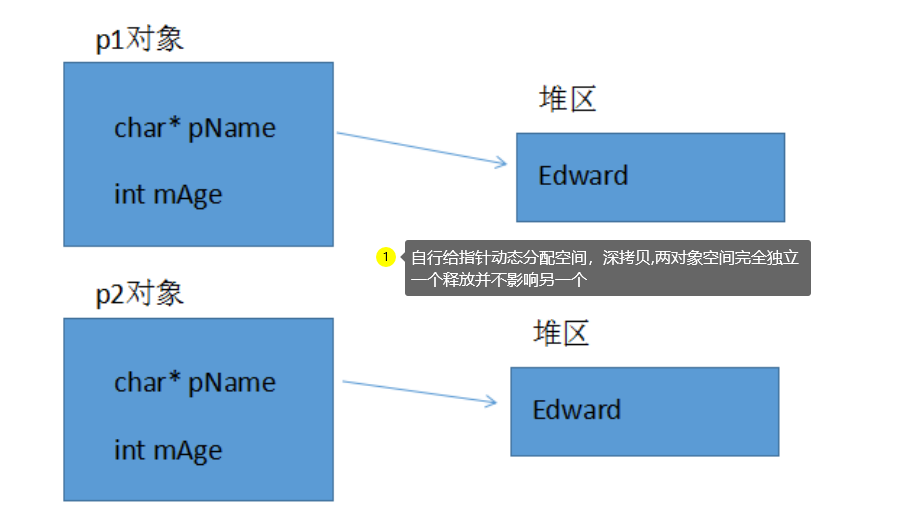 p1对象
char* pName
int mAge
堆区
Edward
1
自行给指针动态分配空间，深拷贝,两对象空间完全独立
一个释放并不影响另一个
p2对象
char* pName
int mAge
堆区
Edward